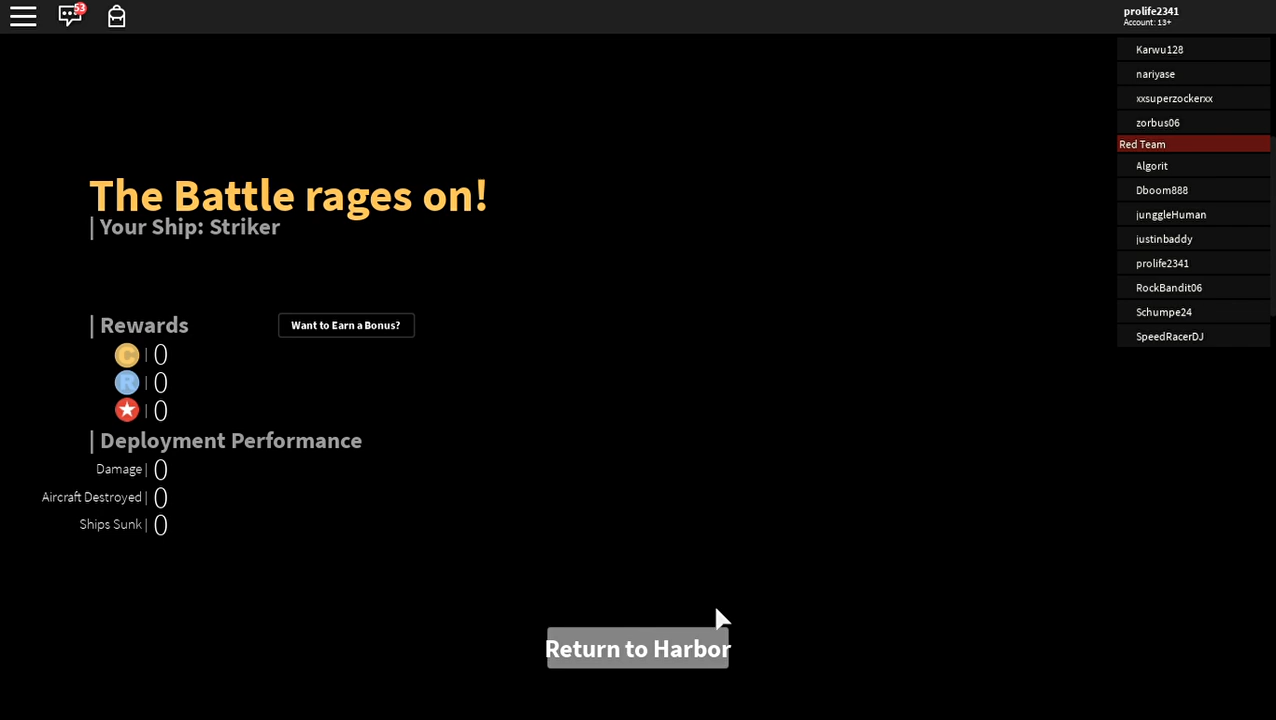 53
prolife2341
Account: 13+
Karwu128
nariyase
xxsuperzockerxx
zorbus06
Red Team
Algorit
Dboom888
junggleHuman
justinbaddy
prolife2341
RockBandit06
Schumpe24
SpeedRacerDJ
The Battle rages on!
| Your Ship: Striker
| Rewards
Want to Earn a Bonus?
C | 0
R | 0
| 0
| Deployment Performance
Damage | 0
Aircraft Destroyed | 0
Ships Sunk | 0
Return to Harbor